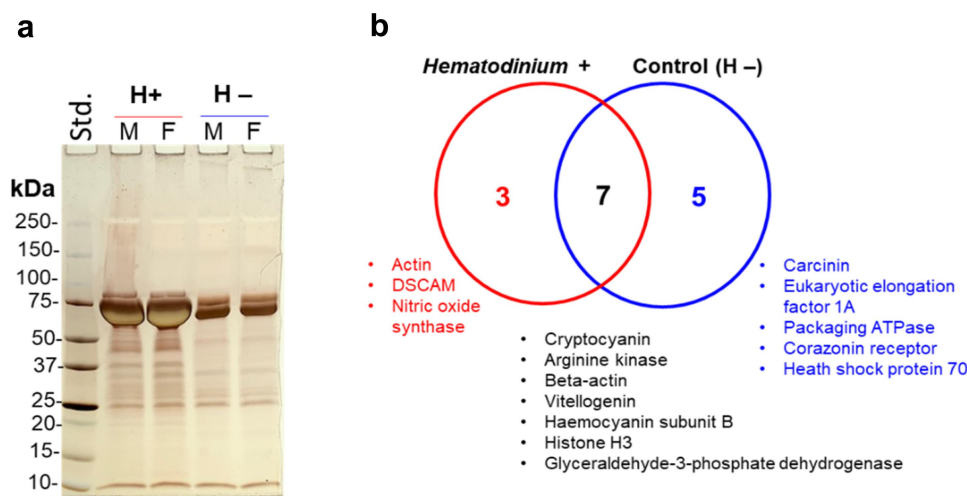 a
b
Std.
H+
H –
M
F
M
F
kDa
250-
150-
100-
75-
50-
37-
25-
20-
15-
10-
Hematodinium +
Control (H –)
3
7
5
• Actin
• DSCAM
• Nitric oxide
synthase
• Carcinin
• Eukaryotic elongation
factor 1A
• Packaging ATPase
• Corazonin receptor
• Heath shock protein 70
• Cryptocyanin
• Arginine kinase
• Beta-actin
• Vitellogenin
• Haemocyanin subunit B
• Histone H3
• Glyceraldehyde-3-phosphate dehydrogenase